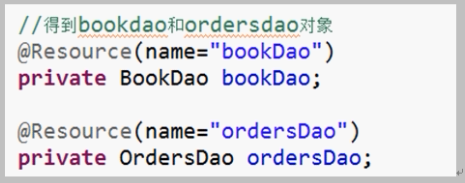 //得到bookdao和ordersdao对象
@Resource(name="bookDao")
private BookDao bookDao;
@Resource(name="ordersDao")
private OrdersDao ordersDao;